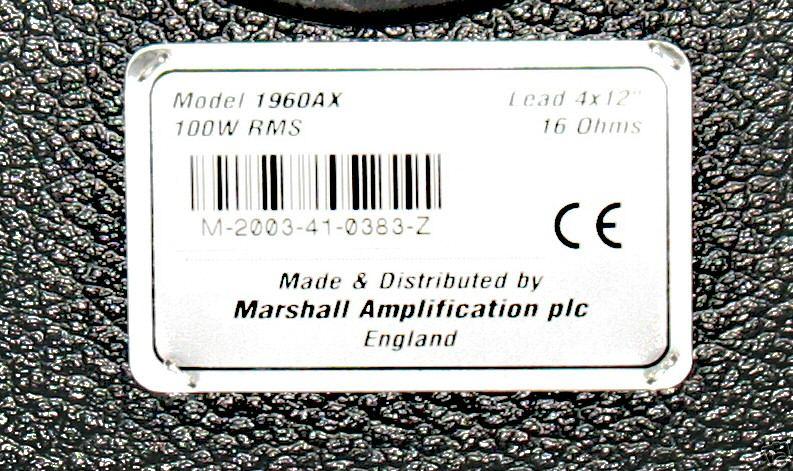 Model 1960AX Lead 4x12"
100W RMS 16 Ohms
M-2003-41-0383-Z
CE
Made & Distributed by
Marshall Amplification plc
England